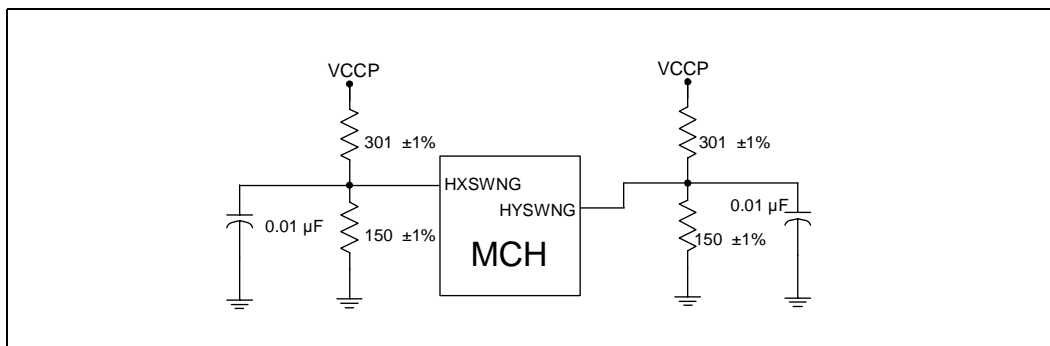 VCCP
VCCP
301 ±1%
301 ±1%
HXSWNG
HYSWNG
0.01 µF
0.01 µF
150 ±1%
150 ±1%
MCH